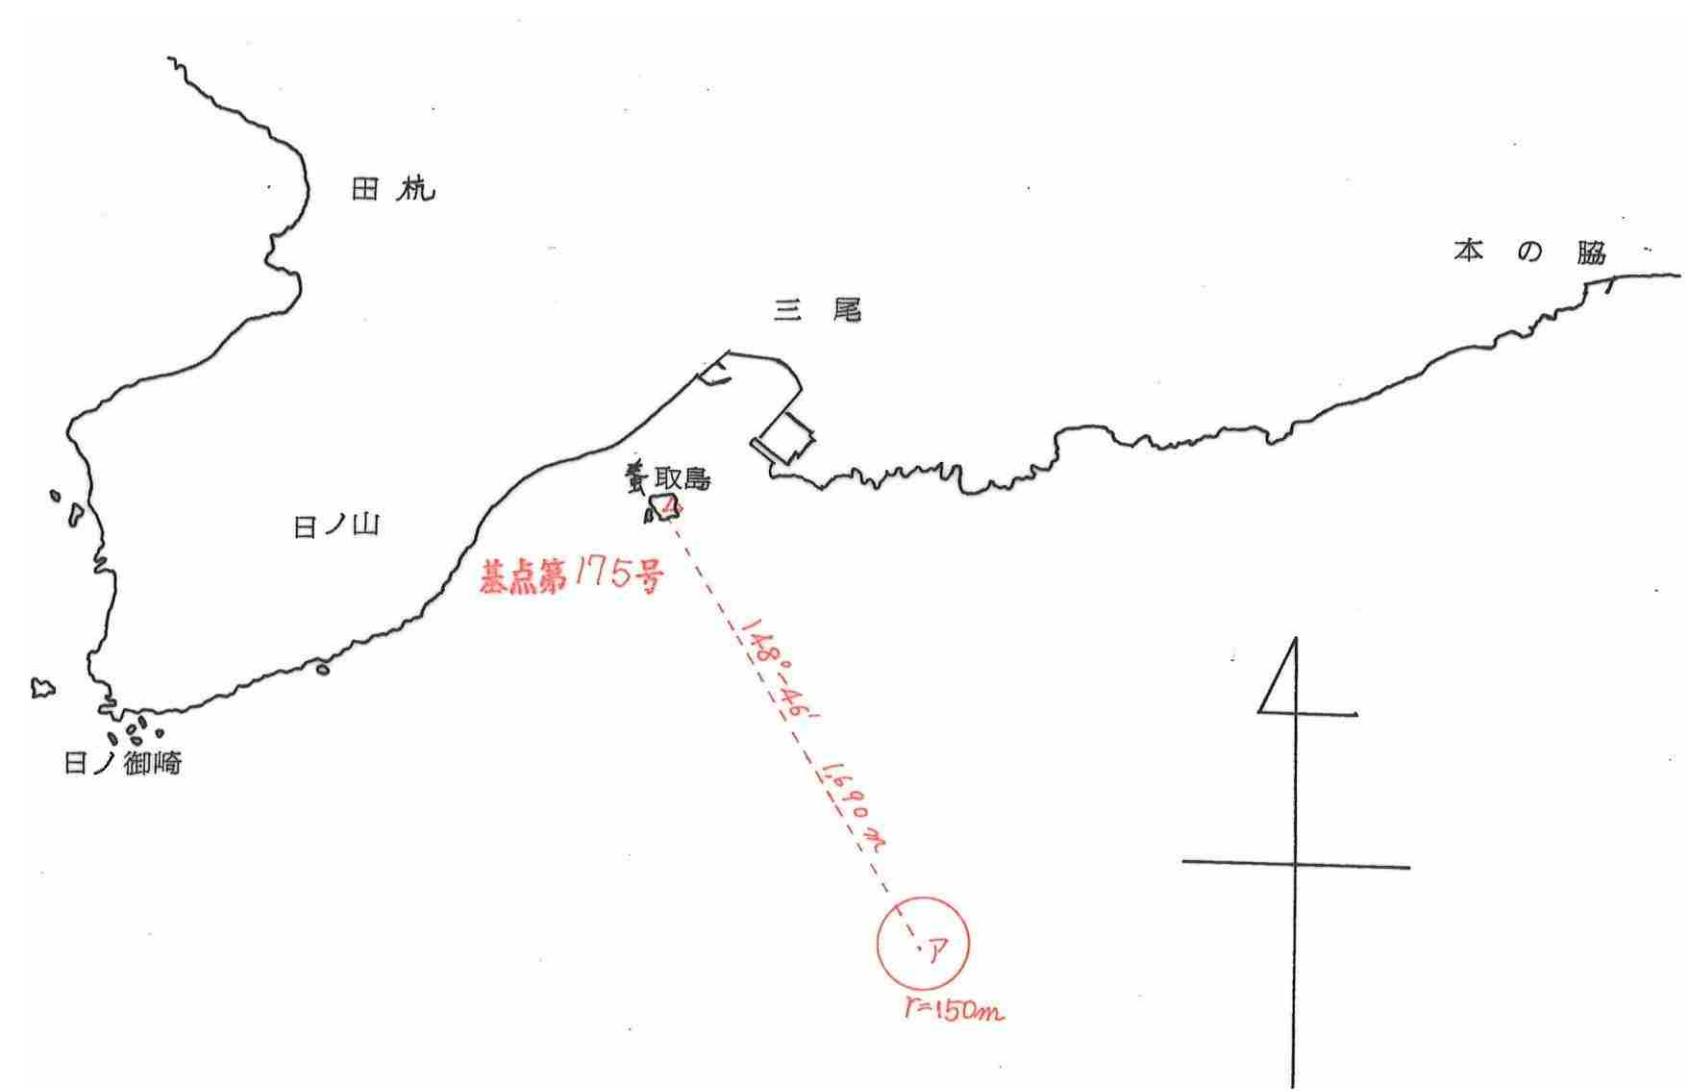 田杭
本の脇
三尾
取島
日ノ山
基点第175号
148°-46'
1,690m
日ノ御崎
ア
r=150m